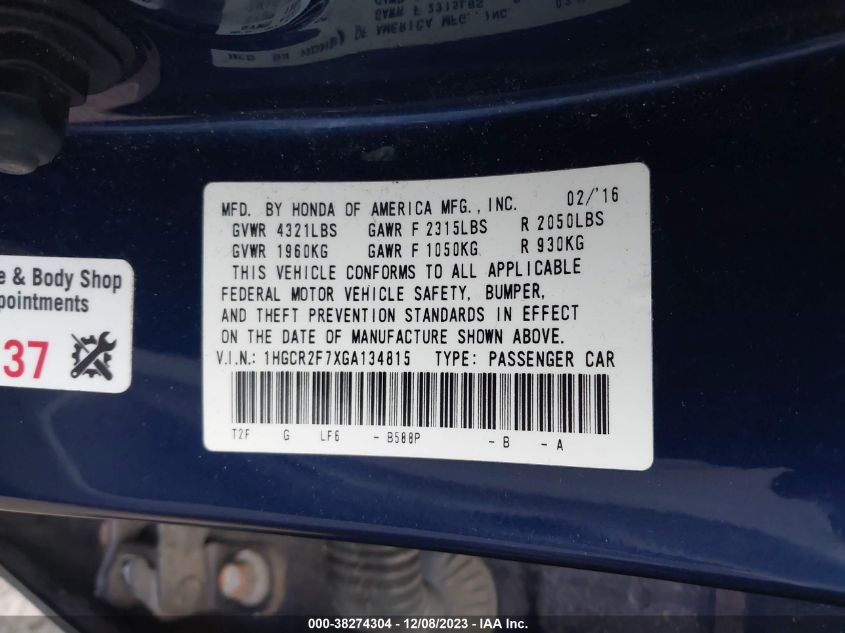 MFD. BY HONDA OF AMERICA MFG., INC. 02/'16
GVWR 4321LBS GAWR F 2315LBS R 2050LBS
GVWR 1960KG GAWR F 1050KG R 930KG
THIS VEHICLE CONFORMS TO ALL APPLICABLE
FEDERAL MOTOR VEHICLE SAFETY, BUMPER,
AND THEFT PREVENTION STANDARDS IN EFFECT
ON THE DATE OF MANUFACTURE SHOWN ABOVE.
V.I.N.: 1HGCR2F7XGA134815 TYPE: PASSENGER CAR
T2F G LF6 - B588P - B - A
& Body Shop
37
000-38274304 | 12/08/2023 - IAA Inc.